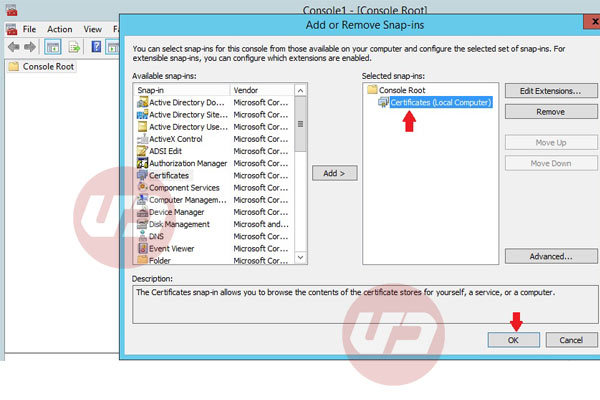 Console1 - [Console Root]
File Action
Console Root
Add or Remove Snap-ins
You can select snap-ins for this console from those available on your computer and configure the selected set of snap-ins. For
extensible snap-ins, you can configure which extensions are enabled.
Available snap-ins:
Snap-in Vendor
Active Directory Do... Microsoft Cor...
Active Directory Site... Microsoft Cor...
Active Directory Use... Microsoft Cor...
ActiveX Control Microsoft Cor...
ADSI Edit Microsoft Cor...
Authorization Manager Microsoft Cor...
Certificates Microsoft Cor...
Component Services Microsoft Cor...
Computer Managem... Microsoft Cor...
Device Manager Microsoft Cor...
Disk Management Microsoft and...
DNS Microsoft Cor...
Event Viewer Microsoft Cor...
Folder Microsoft Cor...
Add >
Selected snap-ins:
Console Root
Certificates (Local Computer)
Edit Extensions...
Remove
Move Up
Move Down
Advanced...
Description:
The Certificates snap-in allows you to browse the contents of the certificate stores for yourself, a service, or a computer.
OK
Cancel